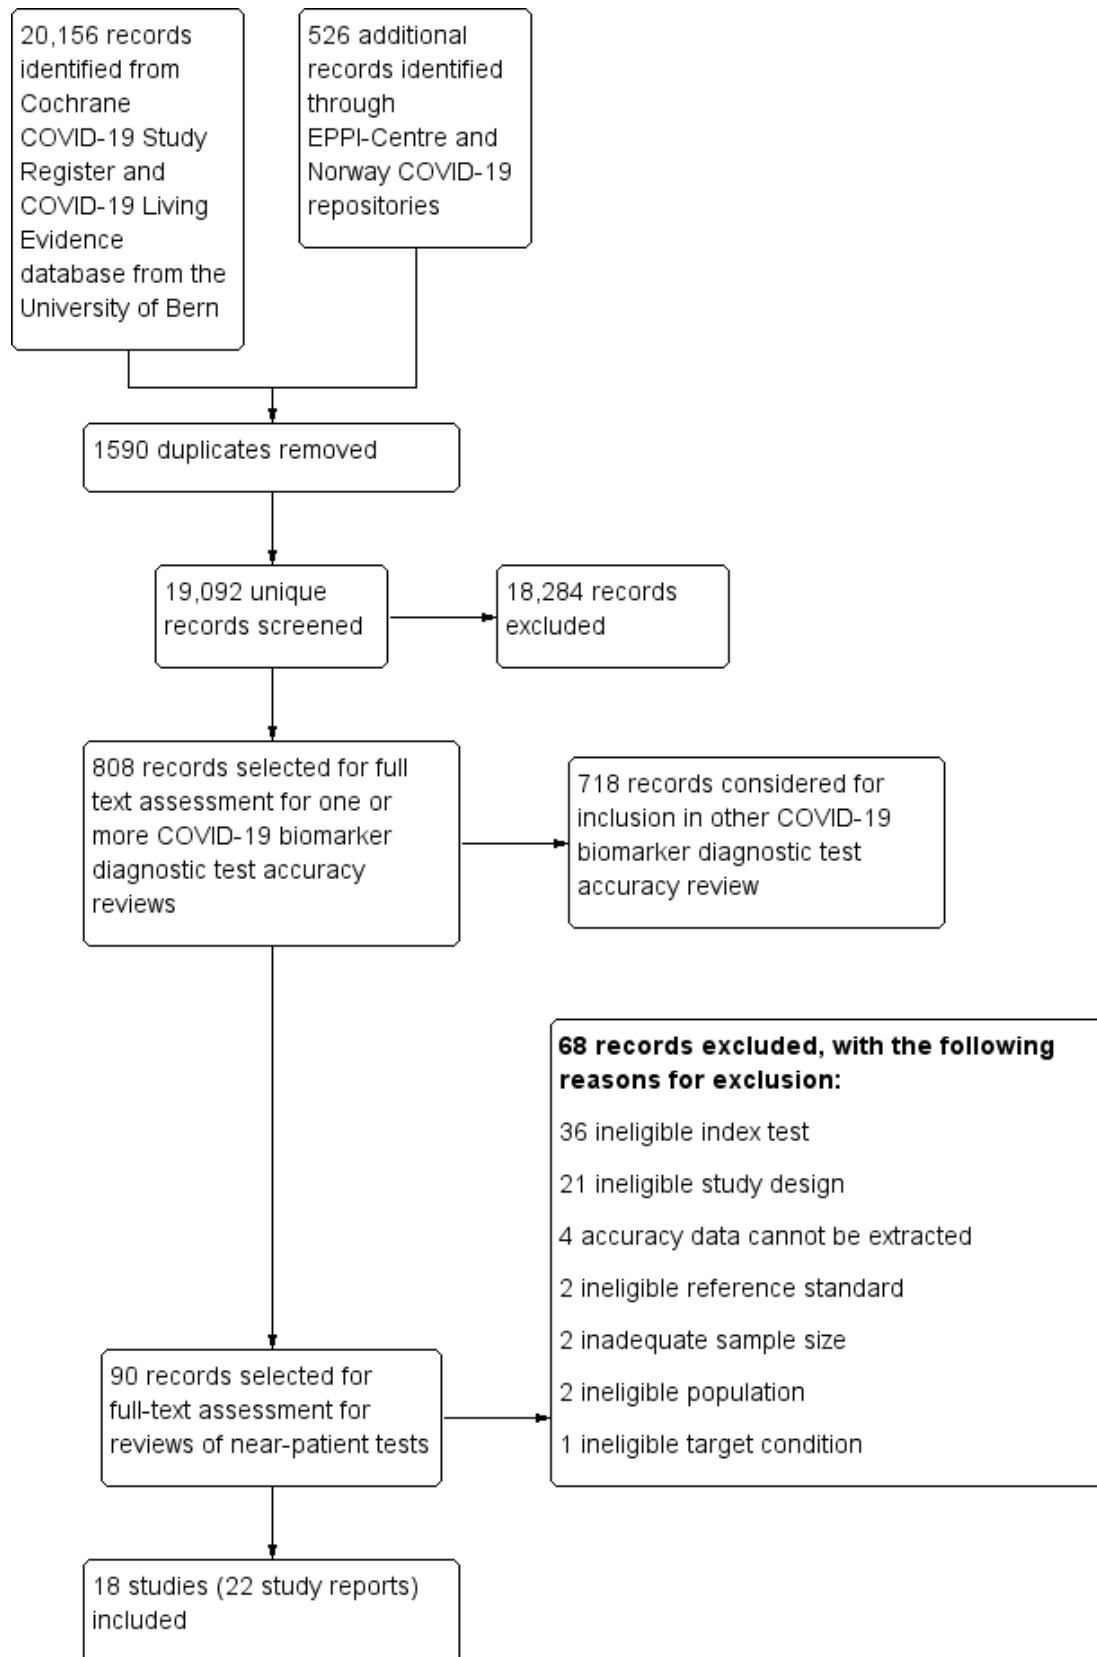 20,156 records
identified from
Cochrane
COVID-19 Study
Register and
COVID-19 Living
Evidence
database from the
University of Bern
526 additional
records identified
through
EPPI-Centre and
Norway COVID-19
repositories
1590 duplicates removed
19,092 unique
records screened
18,284 records
excluded
808 records selected for full
text assessment for one or
more COVID-19 biomarker
diagnostic test accuracy
reviews
718 records considered for
inclusion in other COVID-19
biomarker diagnostic test
accuracy review
68 records excluded, with the following
reasons for exclusion:
36 ineligible index test
21 ineligible study design
4 accuracy data cannot be extracted
2 ineligible reference standard
2 inadequate sample size
2 ineligible population
1 ineligible target condition
90 records selected for
full-text assessment for
reviews of near-patient tests
18 studies (22 study reports)
included